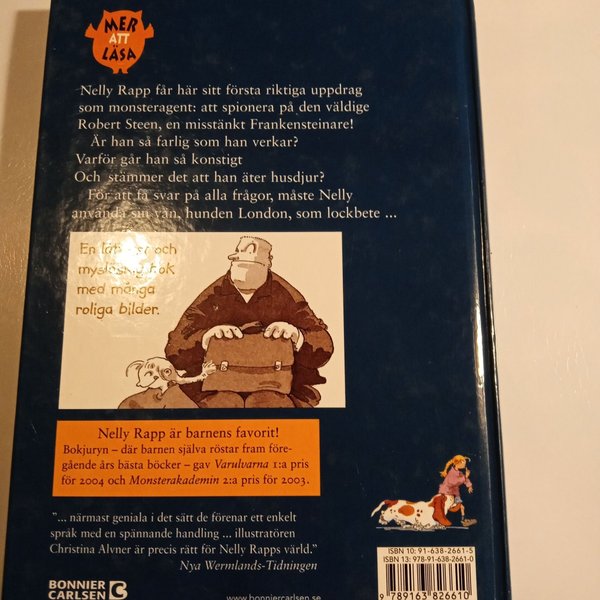 MER
ATT
LÄSA
Nelly Rapp får här sitt första riktiga uppdrag
som monsteragent: att spionera på den väldige
Robert Steen, en misstänkt Frankensteinare!
Är han så farlig som han verkar?
Varför går han så konstigt
Och stämmer det att han äter husdjur?
För att få svar på alla frågor, måste Nelly
använda sin vän, hunden London, som lockbete ...
En lättläst och
mysläskig bok
med många
roliga bilder.
Nelly Rapp är barnens favorit!
Bokjuryn – där barnen själva röstar fram före-
gående års bästa böcker – gav Varulvarna 1:a pris
för 2004 och Monsterakademin 2:a pris för 2003.
”... närmast geniala i det sätt de förenar ett enkelt
språk med en spännande handling ... illustratören
Christina Alvner är precis rätt för Nelly Rapps värld.”
Nya Wermlands-Tidningen
BONNIER
CARLSEN
www.bonniercarlsen.se
ISBN 10: 91-638-2661-5
ISBN 13: 978-91-638-2661-0
9789163826610